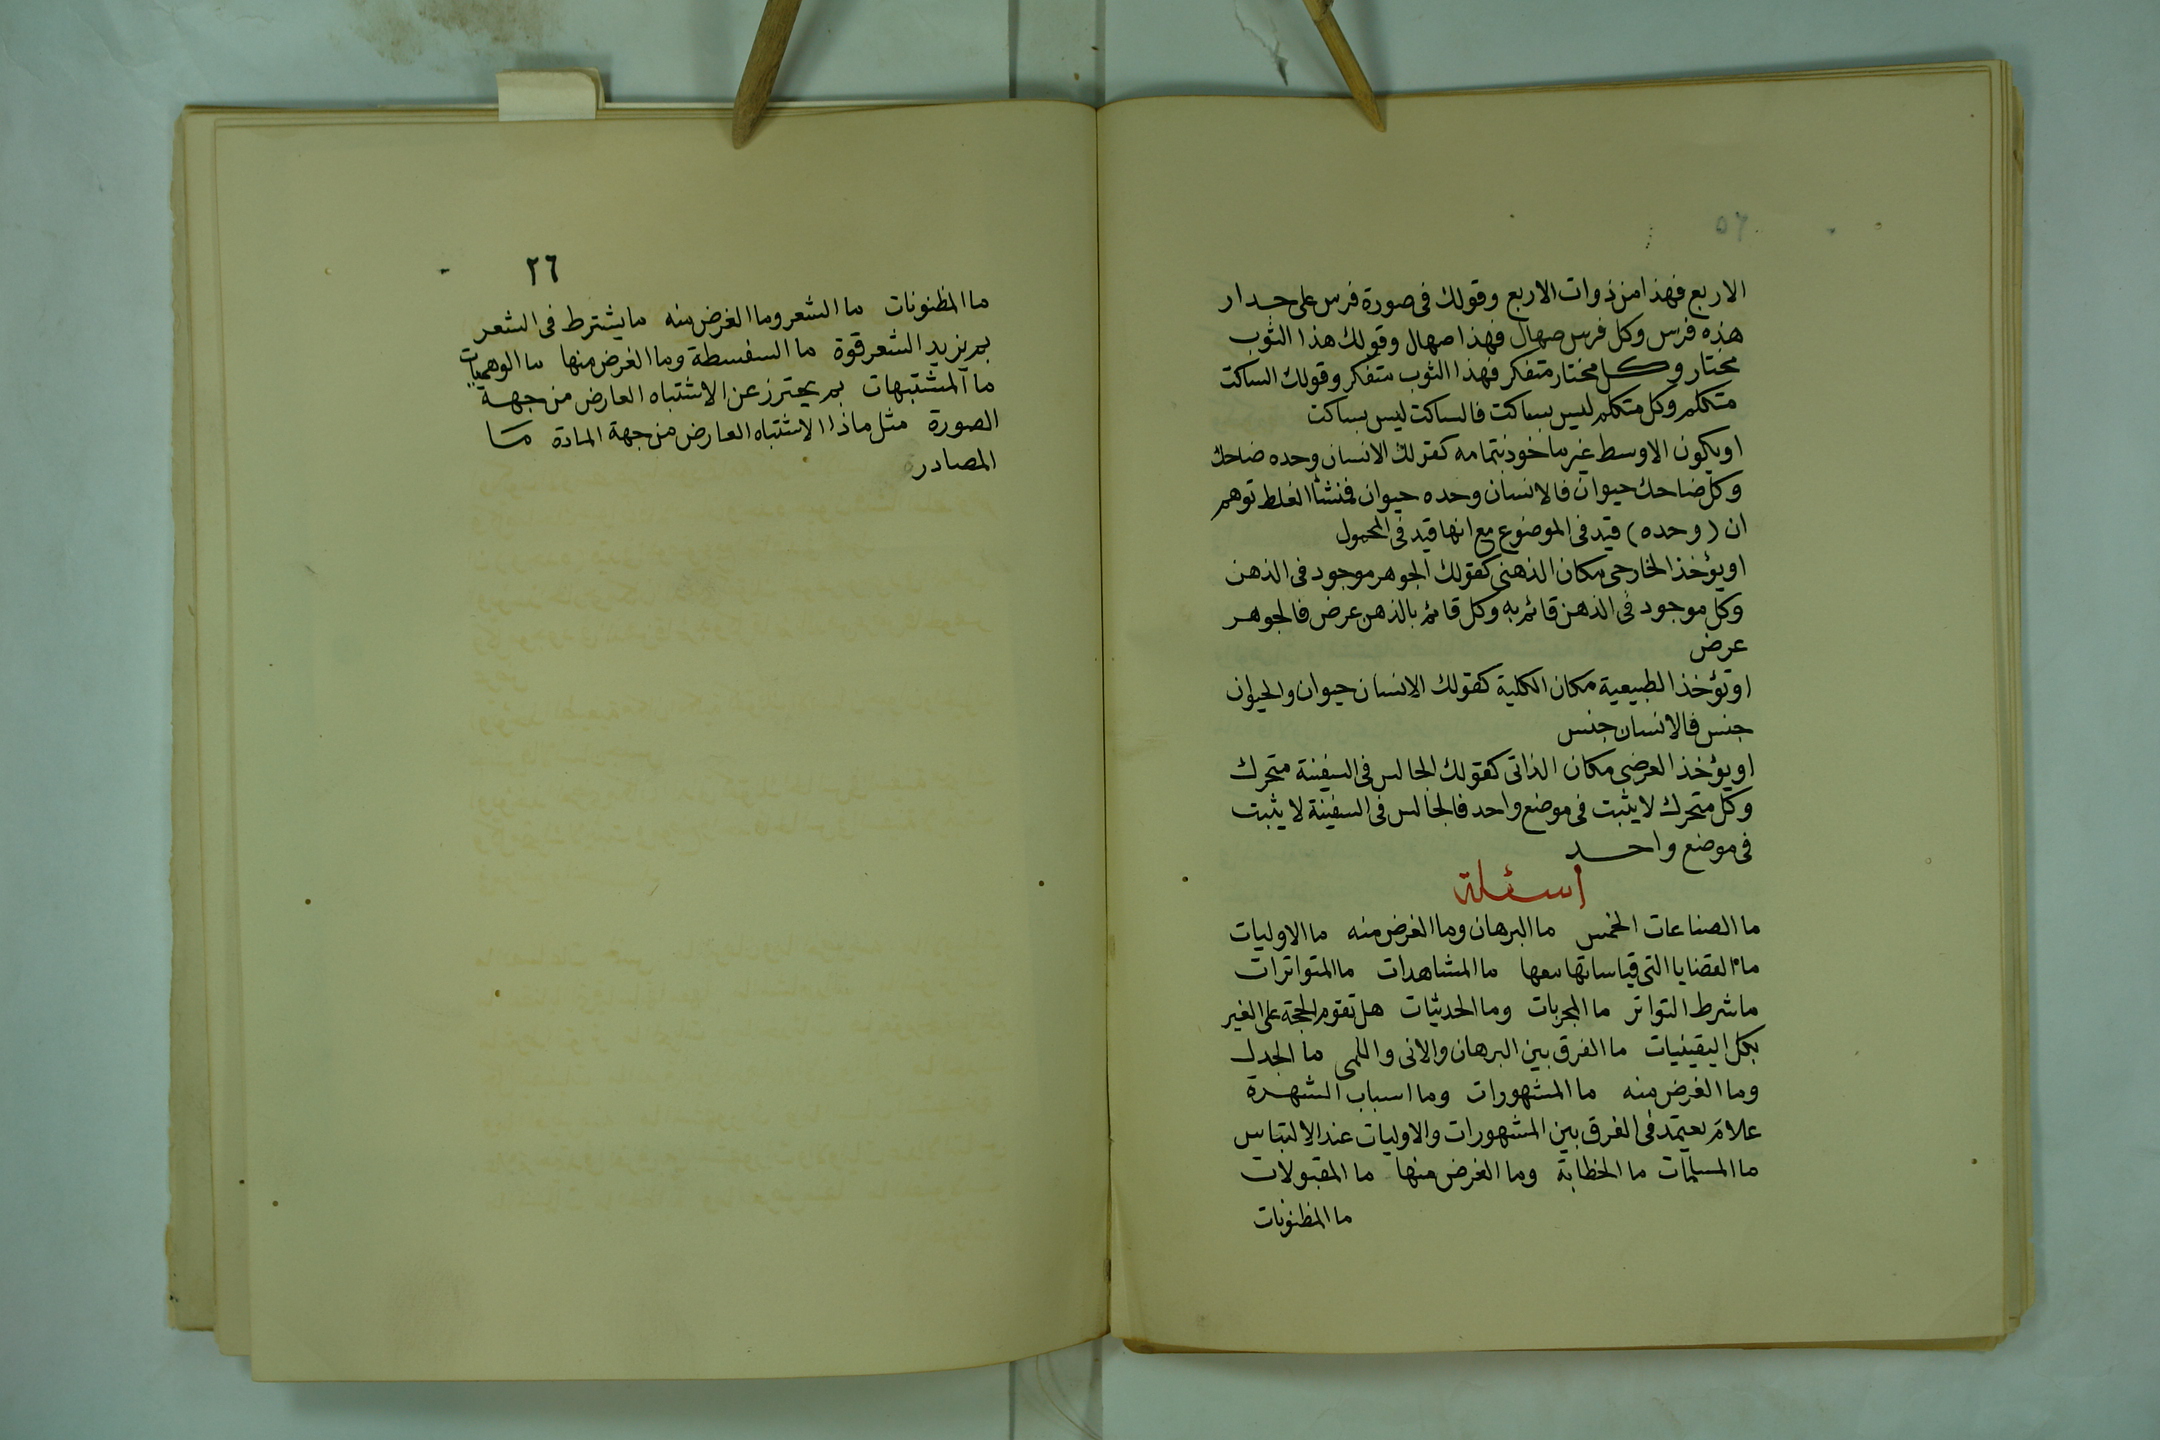 الاربع فهذا من ذوات الاربع وقولك فى صورة فرس على جدار
هذه فرس وكل فرس صهال فهذا صهال وقولك هذا الثوب
مختار وكل مختار متفكر فهذا الثوب متفكر وقولك الساكت
متكلم وكل متكلم ليس بساكت فالساكت ليس بساكت
او يكون الاوسط غير ماخوذ بتمامه كقولك الانسان وحده ضاحك
وكل ضاحك حيوان فالانسان وحده حيوان فمنشأ الغلط توهم
ان (وحده) قيد فى الموضوع مع انها قيد فى المحمول
او يؤخذ الخارجى مكان الذهنى كقولك الجوهر موجود فى الذهن
وكل موجود فى الذهن قائم به وكل قائم بالذهن عرض فالجوهر
عرض
او تؤخذ الطبيعية مكان الكلية كقولك الانسان حيوان والحيوان
جنس فالانسان جنس
او يؤخذ العرضى مكان الذاتى كقولك الجالس فى السفينة متحرك
وكل متحرك لا يثبت فى موضع واحد فالجالس فى السفينة لا يثبت
فى موضع واحد
أسئلة
ما الصناعات الخمس ما البرهان وما الغرض منه ما الاوليات
ما القضايا التى قياساتها معها ما المشاهدات ما المتواترات
ما شرط التواتر ما المجربات وما الحدثيات هل تقوم الحجة على الغير
بكل اليقينيات ما الفرق بين البرهان والانى واللمى ما الجدل
وما الغرض منه ما المشهورات وما اسباب الشهرة
علام يعتمد فى الفرق بين المشهورات والاوليات عند الالتباس
ما المسلمات ما الخطابة وما الغرض منها ما المقبولات
ما المظنونات
٢٦
ما المظنونات ما الشعر وما الغرض منه ما يشترط فى الشعر
بم يزيد الشعر قوة ما السفسطة وما الغرض منها ما الوهميات
ما المشتبهات بم يحترز عن الاشتباه العارض من جهة
الصورة مثل ماذا الاشتباه العارض من جهة المادة ما
المصادرة